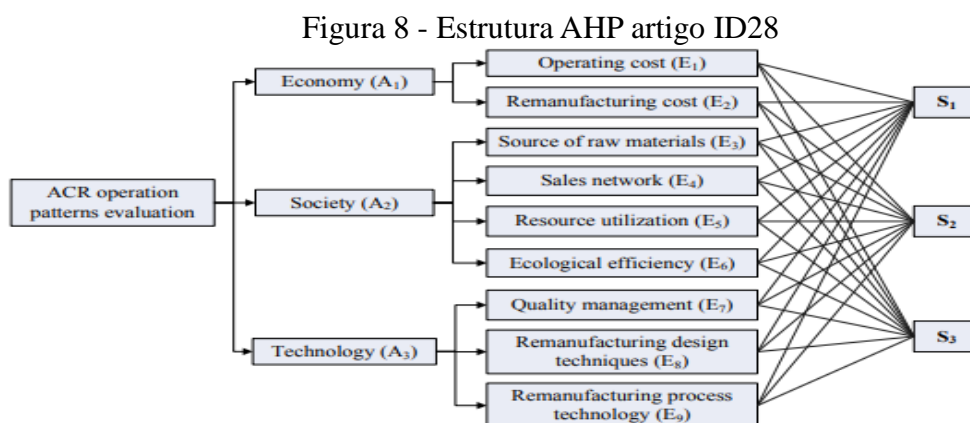 Figura 8 - Estrutura AHP artigo ID28
ACR operation
patterns evaluation
Economy (A₁)
Society (A₂)
Technology (A₃)
Operating cost (E₁)
Remanufacturing cost (E₂)
Source of raw materials (E₃)
Sales network (E₄)
Resource utilization (E₅)
Ecological efficiency (E₆)
Quality management (E₇)
Remanufacturing design
techniques (E₈)
Remanufacturing process
technology (E₉)
S₁
S₂
S₃